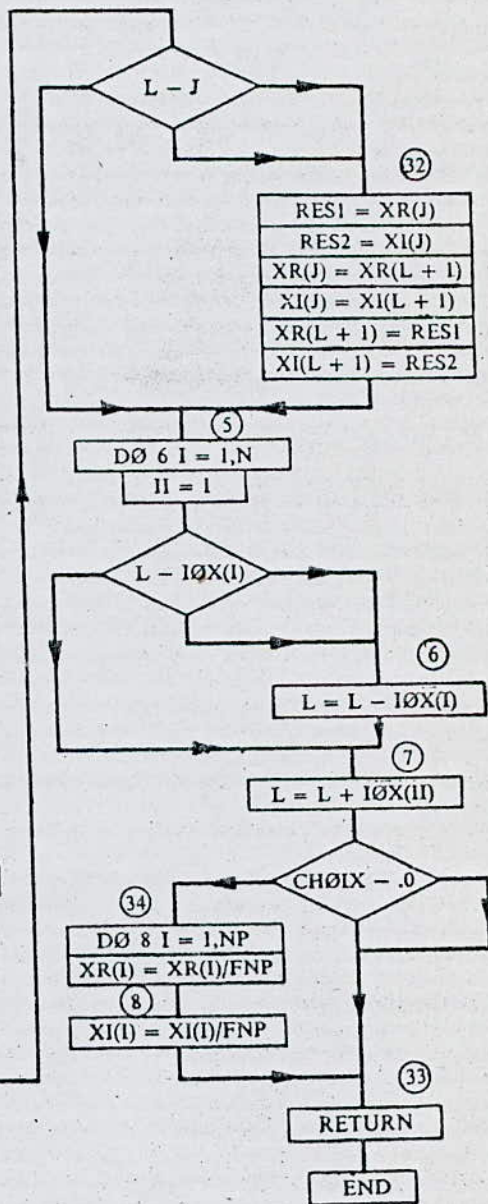 L – J
32
RES1 = XR(J)
RES2 = XI(J)
XR(J) = XR(L + 1)
XI(J) = XI(L + 1)
XR(L + 1) = RES1
XI(L + 1) = RES2
5
DØ 6 I = 1,N
II = I
L – IØX(I)
6
L = L – IØX(I)
7
L = L + IØX(II)
CHØIX – .0
34
DØ 8 I = 1,NP
XR(I) = XR(I)/FNP
8
XI(I) = XI(I)/FNP
33
RETURN
END